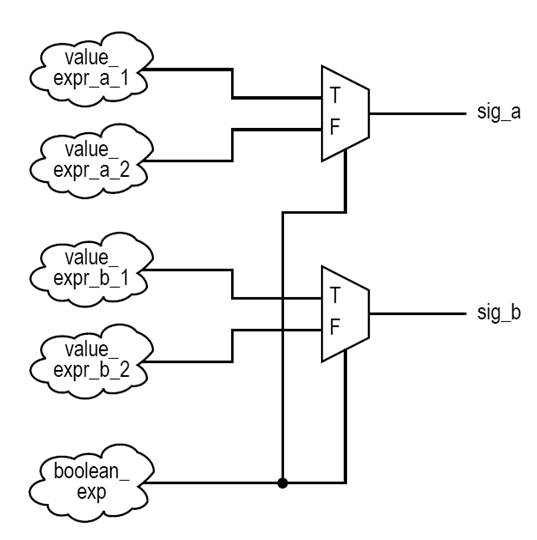 value_
expr_a_1
T
sig_a
F
value_
expr_a_2
value_
expr_b_1
T
sig_b
F
value_
expr_b_2
boolean_
exp